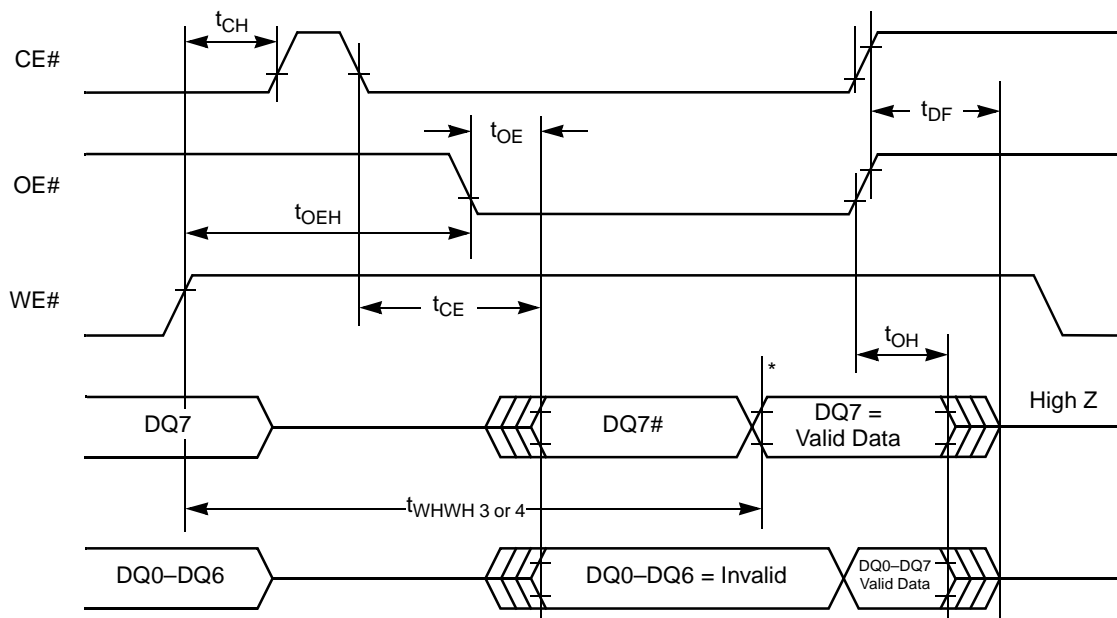 tCH
CE#
tDF
tOE
OE#
tOEH
WE#
tCE
tOH
*
DQ7
DQ7#
DQ7 =
Valid Data
High Z
tWHWH 3 or 4
DQ0–DQ6
DQ0–DQ6 = Invalid
DQ0–DQ7
Valid Data